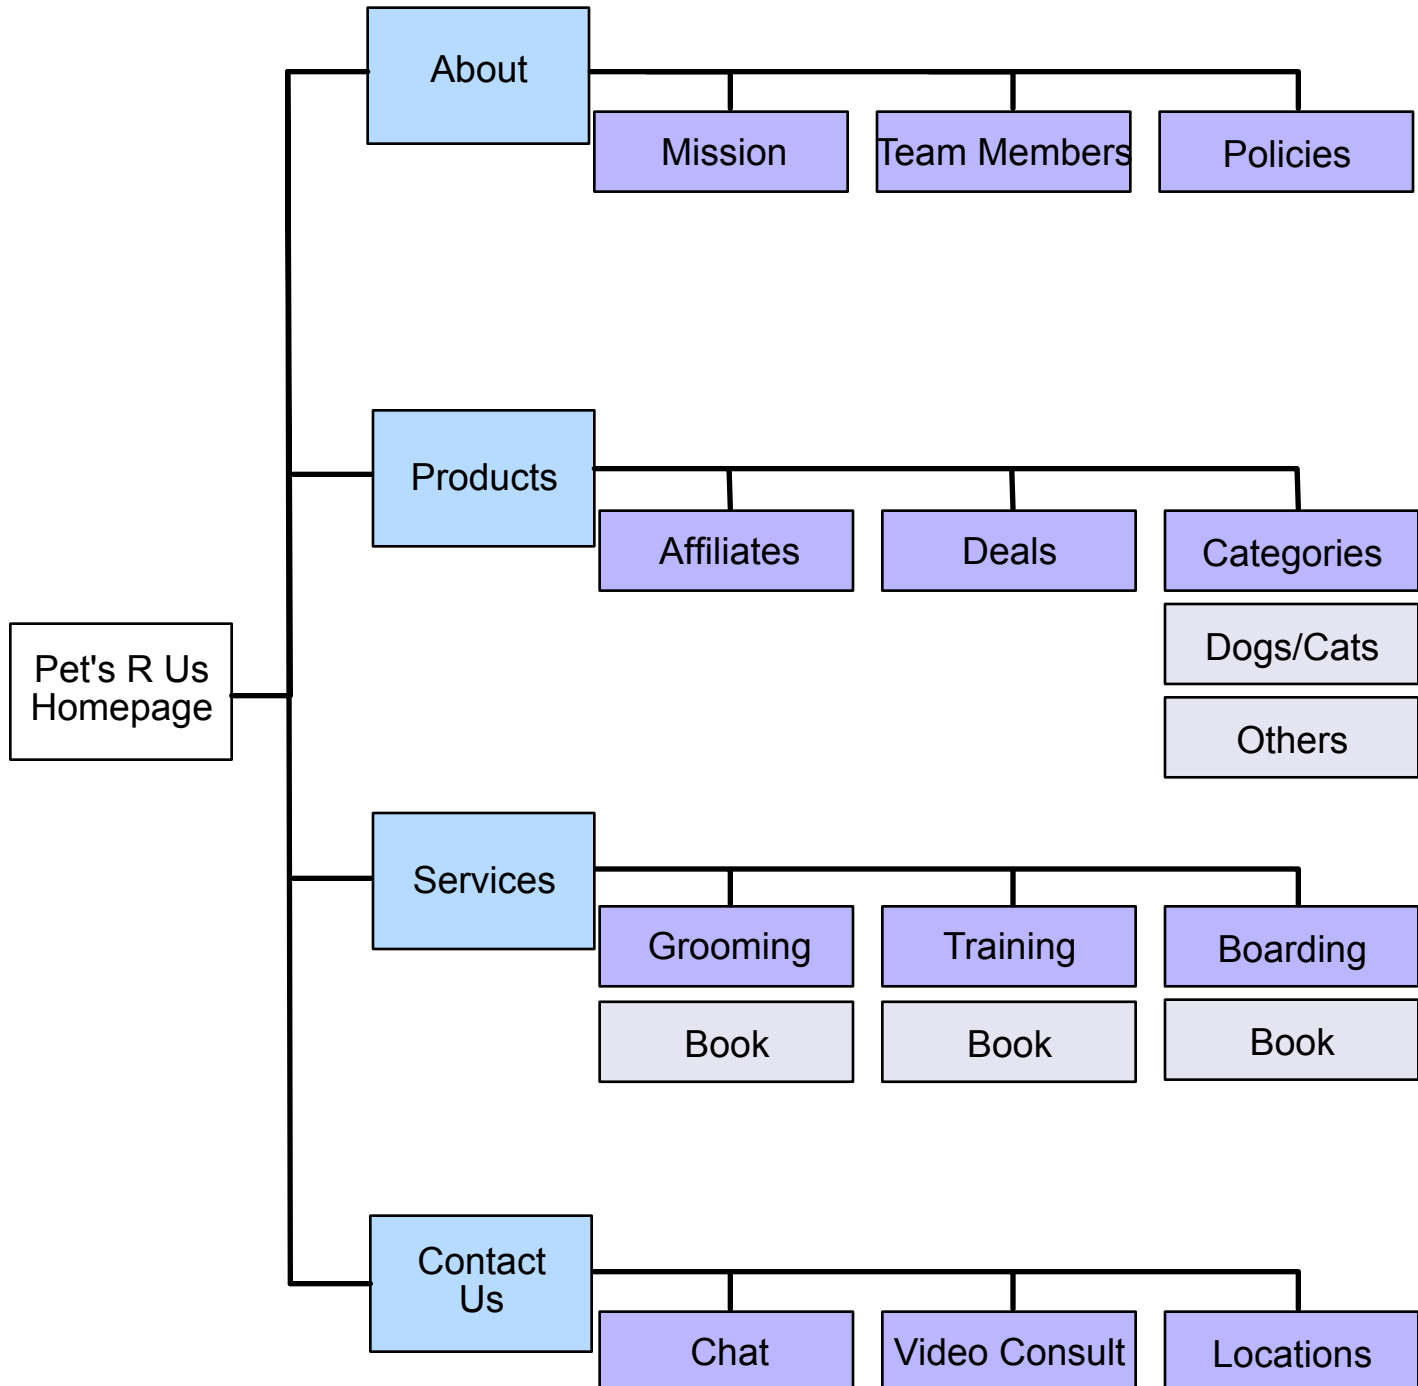 About
Mission
Team Members
Policies
Products
Affiliates
Deals
Categories
Dogs/Cats
Others
Pet's R Us
Homepage
Services
Grooming
Training
Boarding
Book
Book
Book
Contact
Us
Chat
Video Consult
Locations